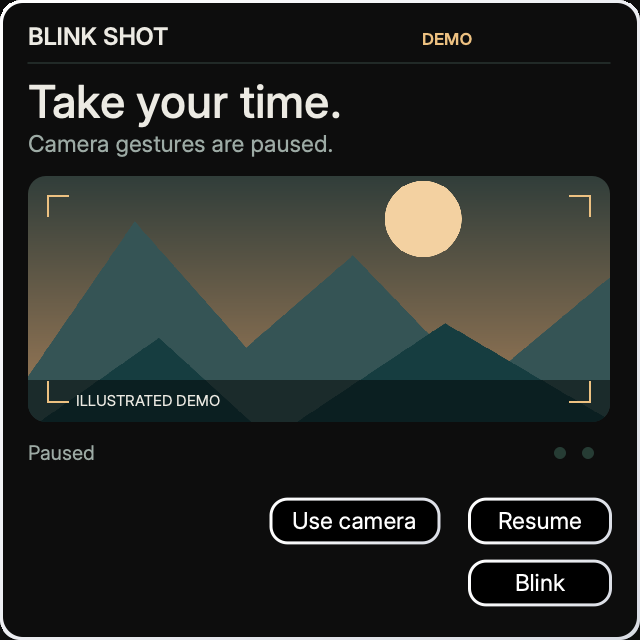 BLINK SHOT
DEMO
Take your time.
Camera gestures are paused.
ILLUSTRATED DEMO
Paused
Use camera
Resume
Blink